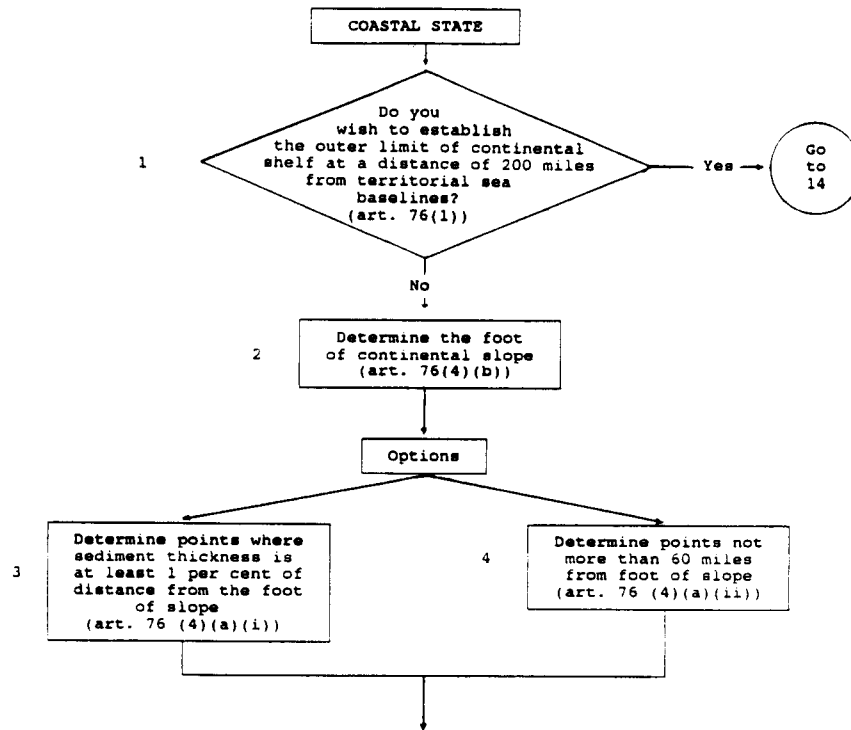 COASTAL STATE
1
Do you
wish to establish
the outer limit of continental
shelf at a distance of 200 miles
from territorial sea
baselines?
(art. 76(1))
Yes
Go
to
14
No
2
Determine the foot
of continental slope
(art. 76(4)(b))
Options
3
Determine points where
sediment thickness is
at least 1 per cent of
distance from the foot
of slope
(art. 76 (4)(a)(i))
4
Determine points not
more than 60 miles
from foot of slope
(art. 76 (4)(a)(ii))